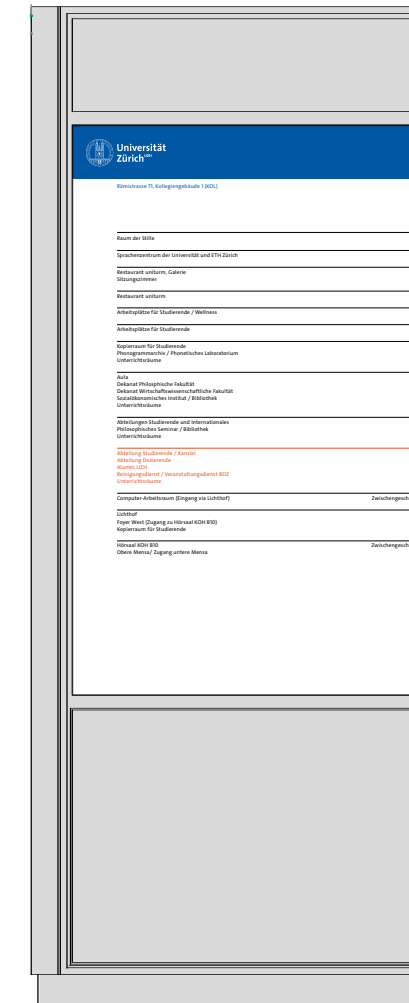 Universität
Zürich UZH
Rämistrasse 71, Kollegiengebäude 1 (KOL)
Raum der Stille
Sprachenzentrum der Universität und ETH Zürich
Restaurant uniturm, Galerie
Sitzungszimmer
Restaurant uniturm
Arbeitsplätze für Studierende / Wellness
Arbeitsplätze für Studierende
Kopierraum für Studierende
Phonogrammarchiv / Phonetisches Laboratorium
Unterrichtsräume
Aula
Dekanat Philosphische Fakultät
Dekanat Wirtschaftswissenschaftliche Fakultät
Sozialökonomisches Institut / Bibliothek
Unterrichtsräume
Abteilungen Studierende und Internationales
Philosophisches Seminar / Bibliothek
Unterrichtsräume
Abteilung Studierende / Kanzlei
Abteilung Dozierende
Alumni UZH
Reinigungsdienst / Veranstaltungsdienst BDZ
Unterrichtsräume
Computer-Arbeitsraum (Eingang via Lichthof) Zwischengesch
Lichthof
Foyer West (Zugang zu Hörsaal KOH B10)
Kopierraum für Studierende
Hörsaal KOH B10 Zwischengesch
Obere Mensa/ Zugang untere Mensa